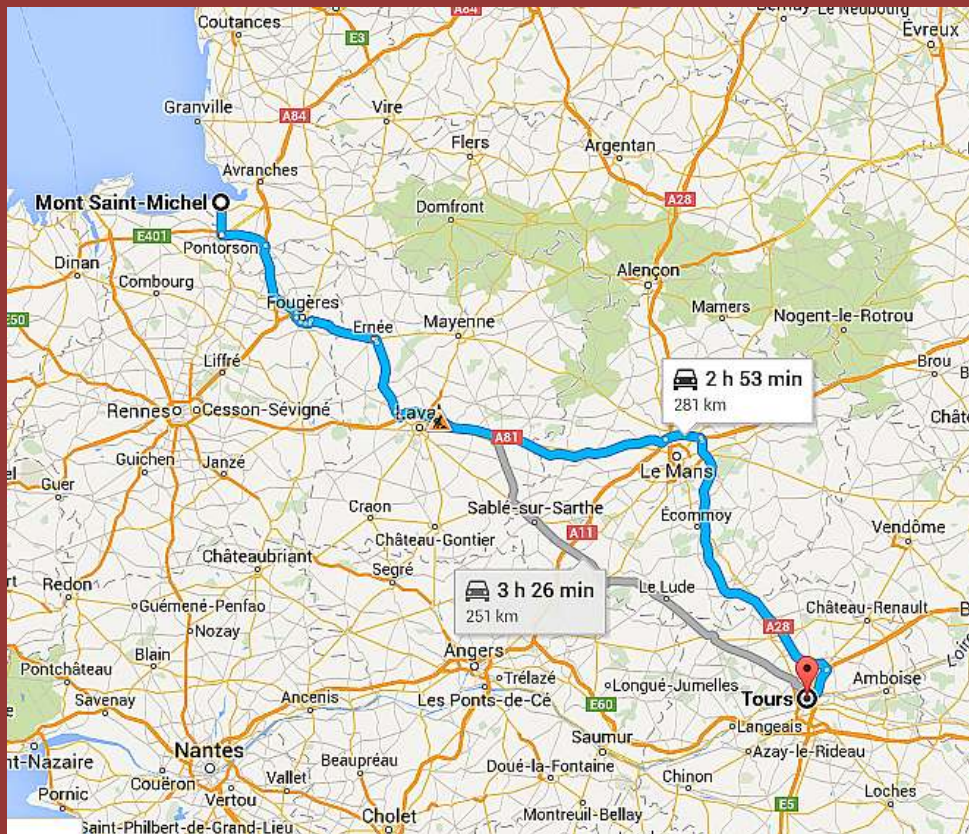 A84
Bernay
Le Neubourg
Coutances
E3
Évreux
Granville
A84
Vire
Flers
Argentan
Avranches
Mont Saint-Michel
Domfront
A28
E401
Pontorson
Dinan
Combourg
Alençon
Mamers
Fougères
Nogent-le-Rotrou
E50
Ernée
Mayenne
Liffré
Brou
2 h 53 min
281 km
Rennes
Cesson-Sévigné
Laval
Chât
A81
Guichen
Janzé
Le Mans
Guer
Craon
Sablé-sur-Sarthe
Écommoy
Château-Gontier
A11
Vendôme
Châteaubriant
Segré
3 h 26 min
251 km
Redon
Le Lude
Guémené-Penfao
Château-Renault
Nozay
A28
Pontchâteau
Blain
Angers
Trélazé
Longué-Jumelles
Amboise
Loire
Savenay
Ancenis
Les Ponts-de-Cé
E60
Tours
Langeais
nt-Nazaire
Nantes
Saumur
Azay-le-Rideau
Couëron
Vallet
Beaupréau
Doué-la-Fontaine
Chinon
Pornic
Vertou
Loches
Cholet
Montreuil-Bellay
E5
Saint-Philbert-de-Grand-Lieu